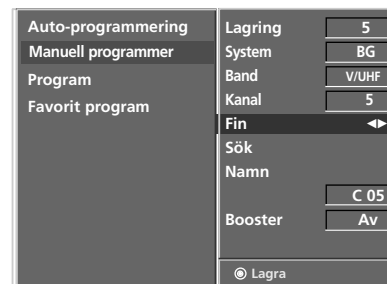 Auto-programmering
Manuell programmer
Program
Favorit program
Lagring 5
System BG
Band V/UHF
Kanal 5
Fin ◄►
Sök
Namn
C 05
Booster Av
Lagra